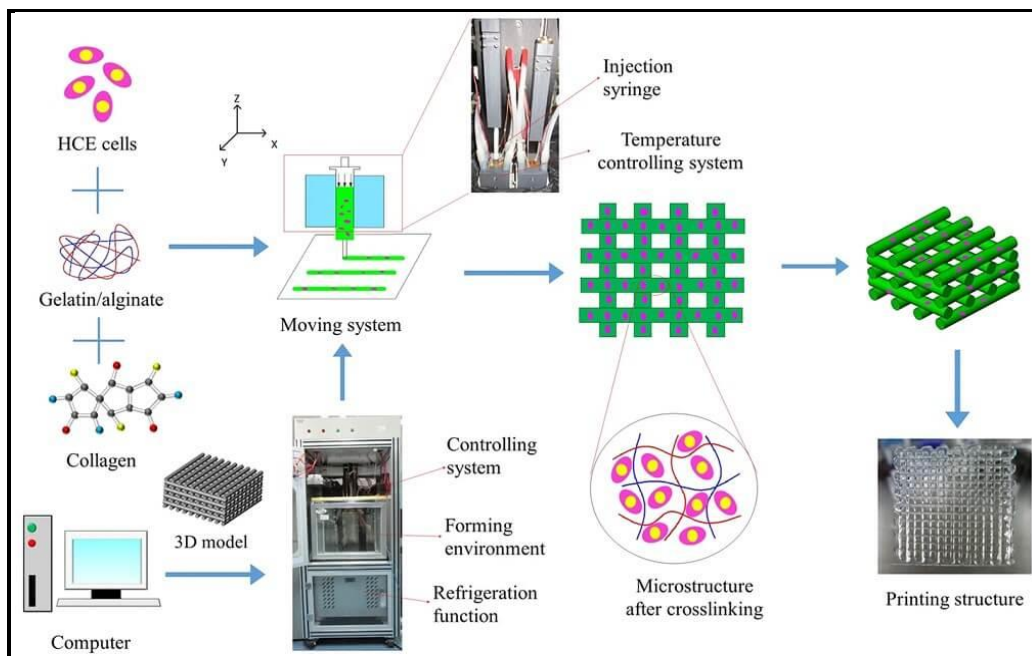 HCE cells
Gelatin/alginate
Collagen
3D model
Computer
Z
X
Y
Moving system
Injection
syringe
Temperature
controlling system
Controlling
system
Forming
environment
Refrigeration
function
Microstructure
after crosslinking
Printing structure